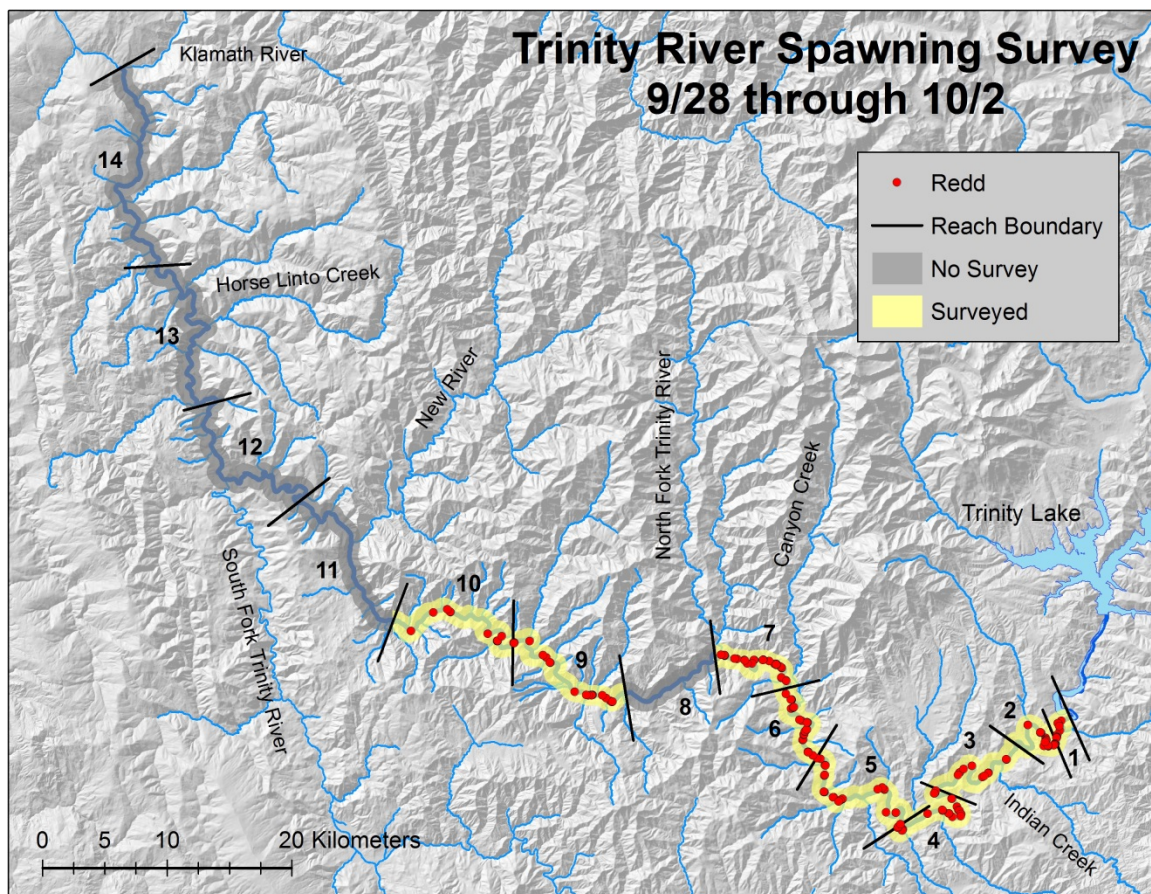 Trinity River Spawning Survey
9/28 through 10/2
Klamath River
Redd
Reach Boundary
No Survey
Surveyed
14
Horse Linto Creek
13
New River
North Fork Trinity River
12
Canyon Creek
Trinity Lake
South Fork Trinity River
11
10
9
8
7
6
5
4
3
2
1
Indian Creek
0 5 10 20 Kilometers